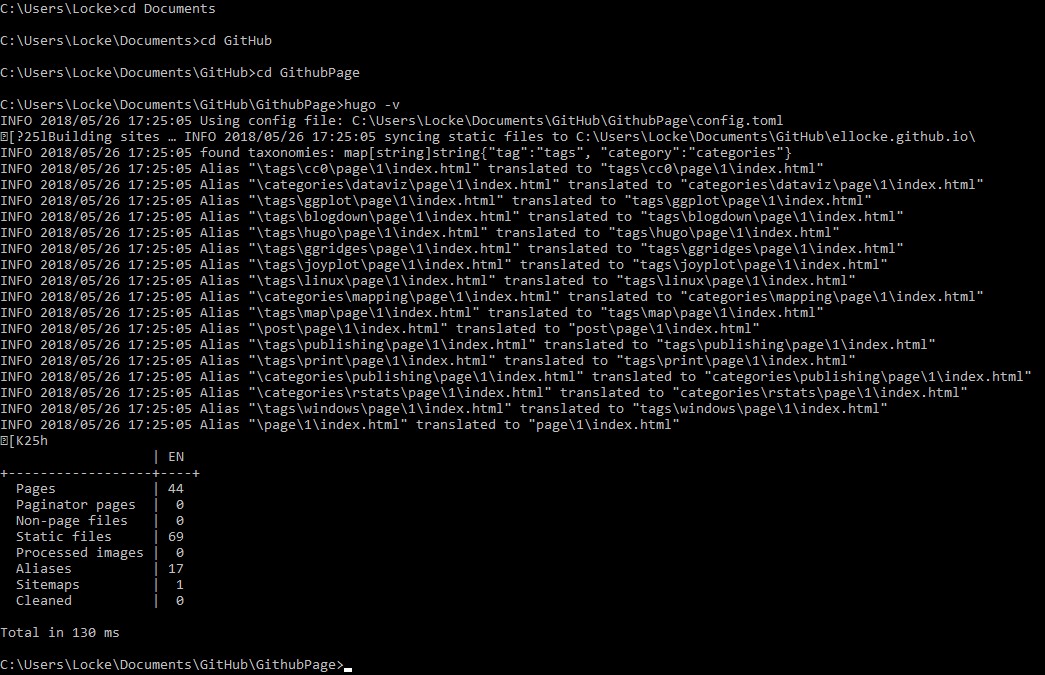 C:\Users\Locke>cd Documents
C:\Users\Locke\Documents>cd GitHub
C:\Users\Locke\Documents\GitHub>cd GithubPage
C:\Users\Locke\Documents\GitHub\GithubPage>hugo -v
INFO 2018/05/26 17:25:05 Using config file: C:\Users\Locke\Documents\GitHub\GithubPage\config.toml
[?25lBuilding sites … INFO 2018/05/26 17:25:05 syncing static files to C:\Users\Locke\Documents\GitHub\ellocke.github.io\
INFO 2018/05/26 17:25:05 found taxonomies: map[string]string{"tag":"tags", "category":"categories"}
INFO 2018/05/26 17:25:05 Alias "\tags\cc0\page\1\index.html" translated to "tags\cc0\page\1\index.html"
INFO 2018/05/26 17:25:05 Alias "\categories\dataviz\page\1\index.html" translated to "categories\dataviz\page\1\index.html"
INFO 2018/05/26 17:25:05 Alias "\tags\ggplot\page\1\index.html" translated to "tags\ggplot\page\1\index.html"
INFO 2018/05/26 17:25:05 Alias "\tags\blogdown\page\1\index.html" translated to "tags\blogdown\page\1\index.html"
INFO 2018/05/26 17:25:05 Alias "\tags\hugo\page\1\index.html" translated to "tags\hugo\page\1\index.html"
INFO 2018/05/26 17:25:05 Alias "\tags\ggridges\page\1\index.html" translated to "tags\ggridges\page\1\index.html"
INFO 2018/05/26 17:25:05 Alias "\tags\joyplot\page\1\index.html" translated to "tags\joyplot\page\1\index.html"
INFO 2018/05/26 17:25:05 Alias "\tags\linux\page\1\index.html" translated to "tags\linux\page\1\index.html"
INFO 2018/05/26 17:25:05 Alias "\categories\mapping\page\1\index.html" translated to "categories\mapping\page\1\index.html"
INFO 2018/05/26 17:25:05 Alias "\tags\map\page\1\index.html" translated to "tags\map\page\1\index.html"
INFO 2018/05/26 17:25:05 Alias "\post\page\1\index.html" translated to "post\page\1\index.html"
INFO 2018/05/26 17:25:05 Alias "\tags\publishing\page\1\index.html" translated to "tags\publishing\page\1\index.html"
INFO 2018/05/26 17:25:05 Alias "\tags\print\page\1\index.html" translated to "tags\print\page\1\index.html"
INFO 2018/05/26 17:25:05 Alias "\categories\publishing\page\1\index.html" translated to "categories\publishing\page\1\index.html"
INFO 2018/05/26 17:25:05 Alias "\categories\rstats\page\1\index.html" translated to "categories\rstats\page\1\index.html"
INFO 2018/05/26 17:25:05 Alias "\tags\windows\page\1\index.html" translated to "tags\windows\page\1\index.html"
INFO 2018/05/26 17:25:05 Alias "\page\1\index.html" translated to "page\1\index.html"
[K25h
| EN
+------------------+----+
Pages | 44
Paginator pages | 0
Non-page files | 0
Static files | 69
Processed images | 0
Aliases | 17
Sitemaps | 1
Cleaned | 0
Total in 130 ms
C:\Users\Locke\Documents\GitHub\GithubPage>